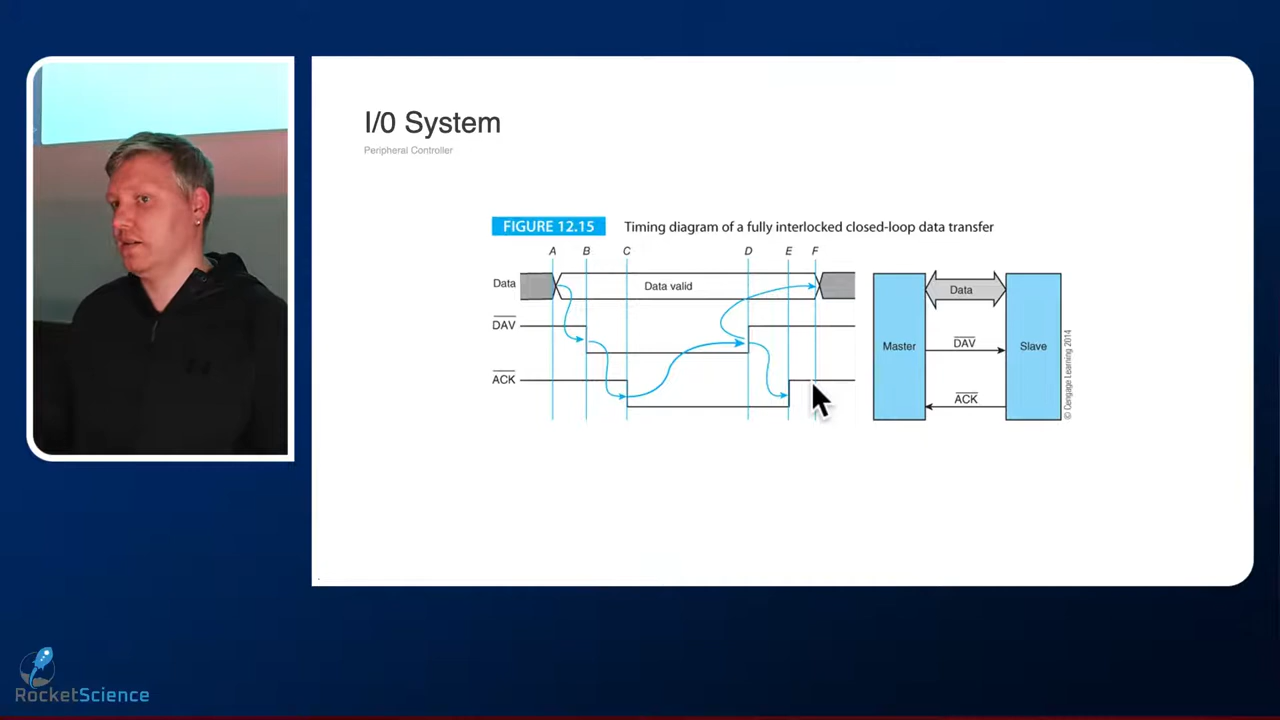 I/0 System
Peripheral Controller
FIGURE 12.15 Timing diagram of a fully interlocked closed-loop data transfer
A B C D E F
Data Data valid
DAV
ACK
Master Data Slave
DAV
ACK
© Cengage Learning 2014
RocketScience